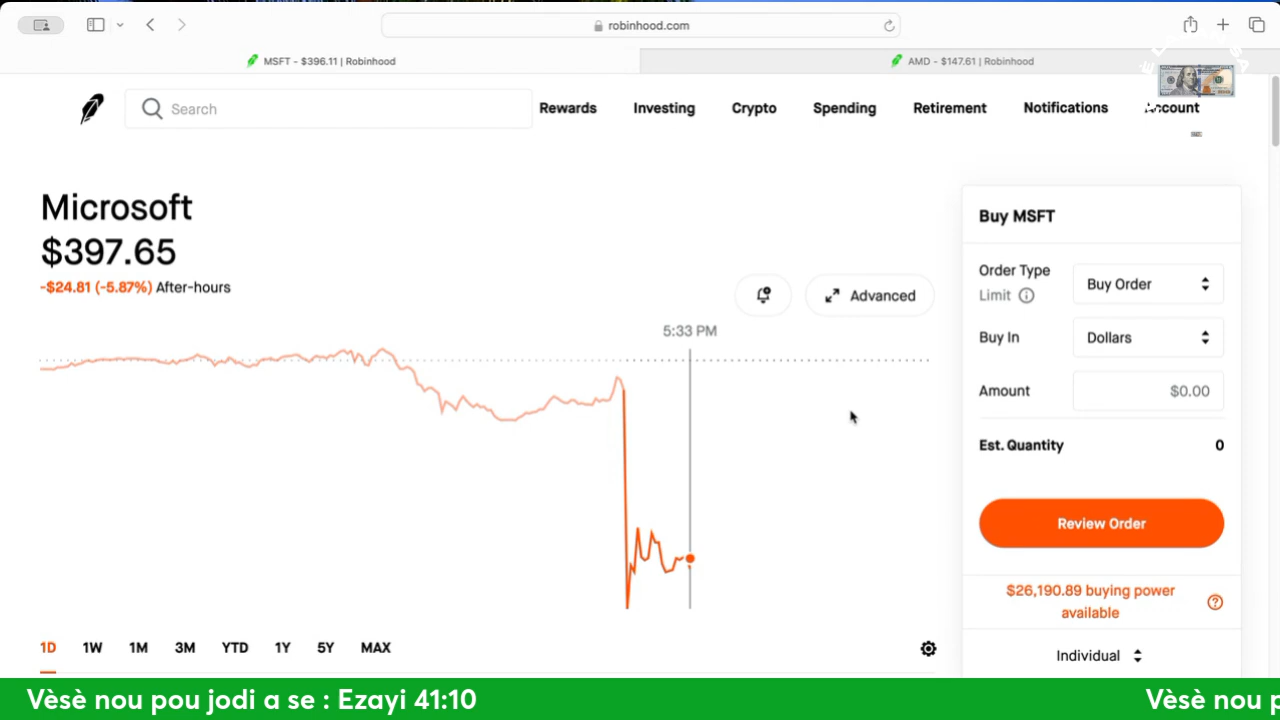 robinhood.com
MSFT - $396.11 | Robinhood
AMD - $147.61 | Robinhood
Search
Rewards
Investing
Crypto
Spending
Retirement
Notifications
Account
Microsoft
$397.65
-$24.81 (-5.87%) After-hours
Advanced
5:33 PM
1D
1W
1M
3M
YTD
1Y
5Y
MAX
Buy MSFT
Order Type
Limit
Buy Order
Buy In
Dollars
Amount
$0.00
Est. Quantity
0
Review Order
$26,190.89 buying power
available
Individual
Vèsè nou pou jodi a se : Ezayi 41:10
Vèsè nou p